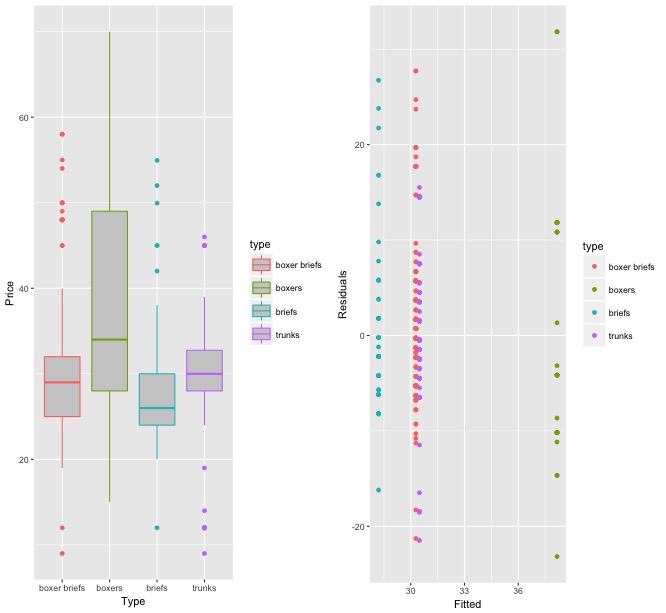 60
40
20
Price
boxer briefs boxers briefs trunks
Type
type
boxer briefs
boxers
briefs
trunks
20
0
-20
Residuals
30 33 36
Fitted
type
boxer briefs
boxers
briefs
trunks